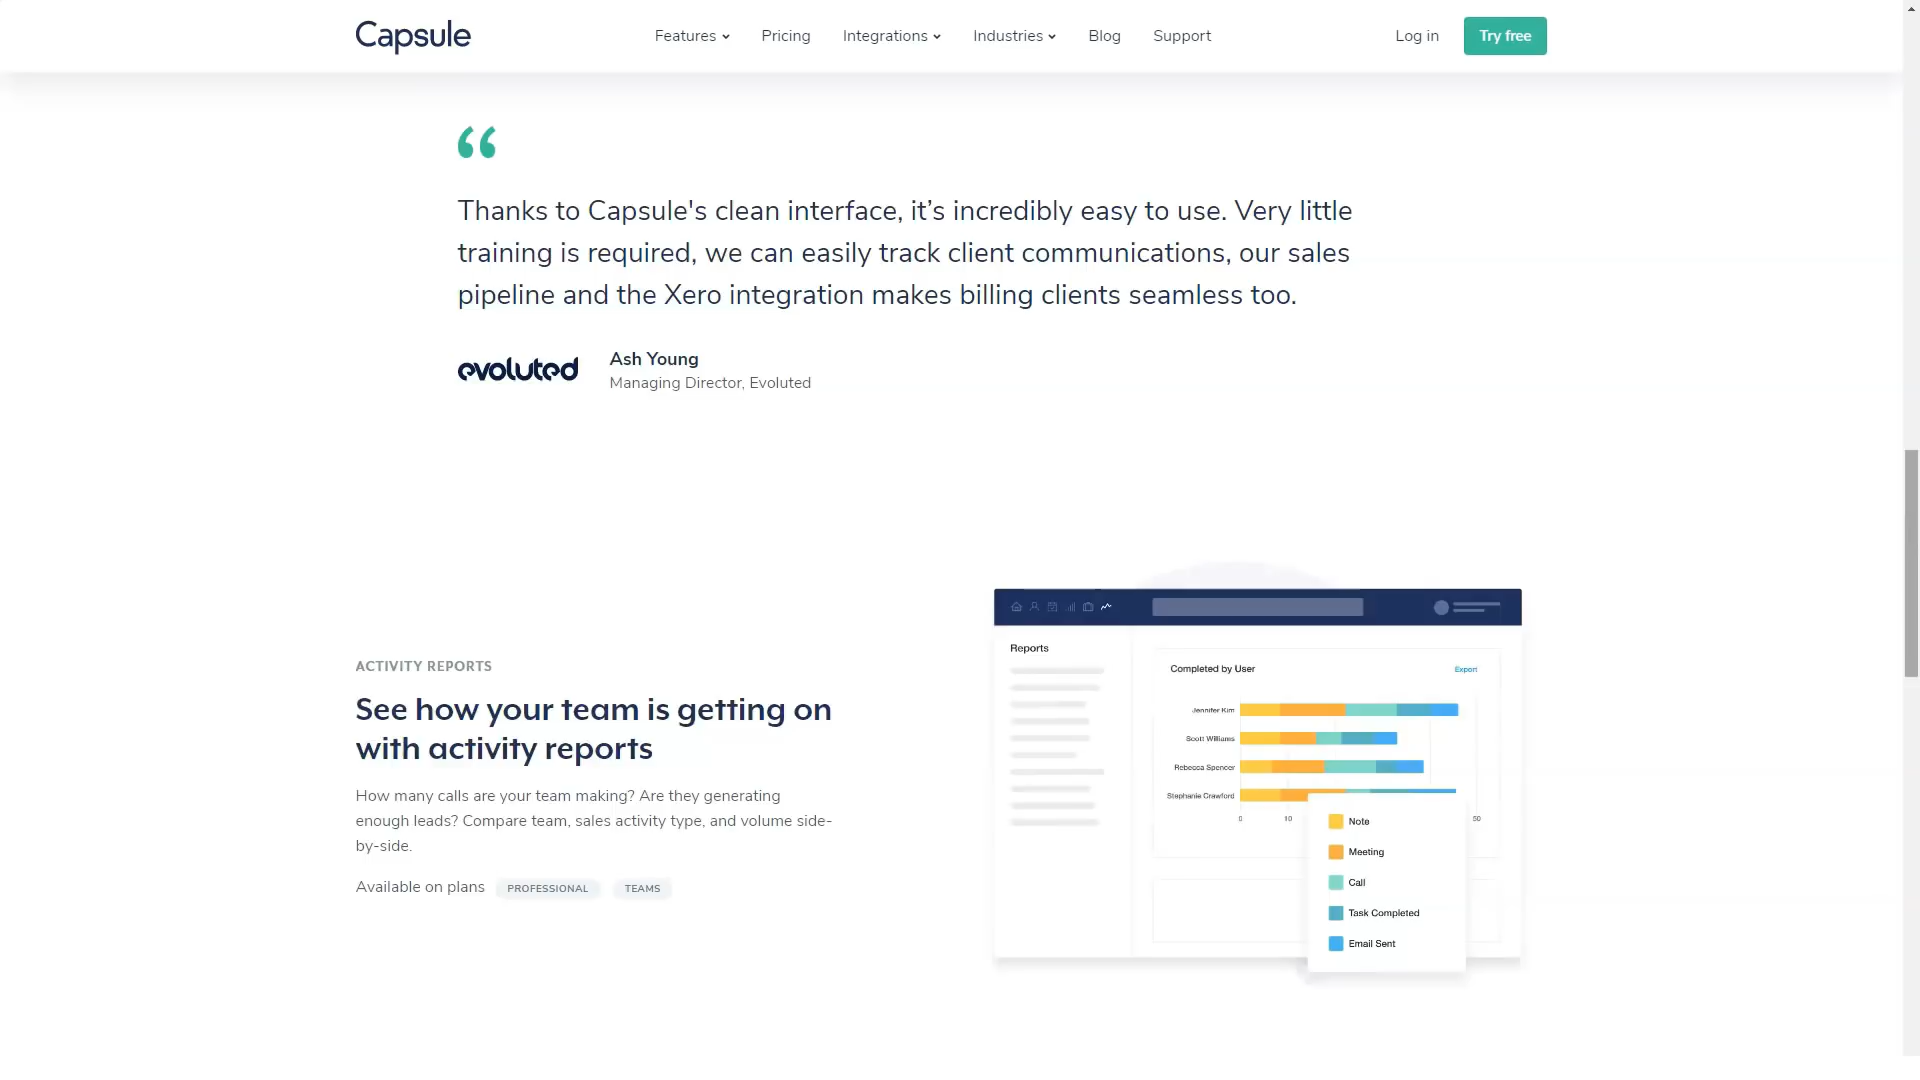 Capsule
Features
Pricing
Integrations
Industries
Blog
Support
Log in
Try free
“
Thanks to Capsule's clean interface, it’s incredibly easy to use. Very little
training is required, we can easily track client communications, our sales
pipeline and the Xero integration makes billing clients seamless too.
evoluted
Ash Young
Managing Director, Evoluted
ACTIVITY REPORTS
See how your team is getting on
with activity reports
How many calls are your team making? Are they generating
enough leads? Compare team, sales activity type, and volume side-
by-side.
Available on plans
PROFESSIONAL
TEAMS
Reports
Completed by User
Export
Jennifer Kim
Scott Williams
Rebecca Spencer
Stephanie Crawford
0
10
50
Note
Meeting
Call
Task Completed
Email Sent